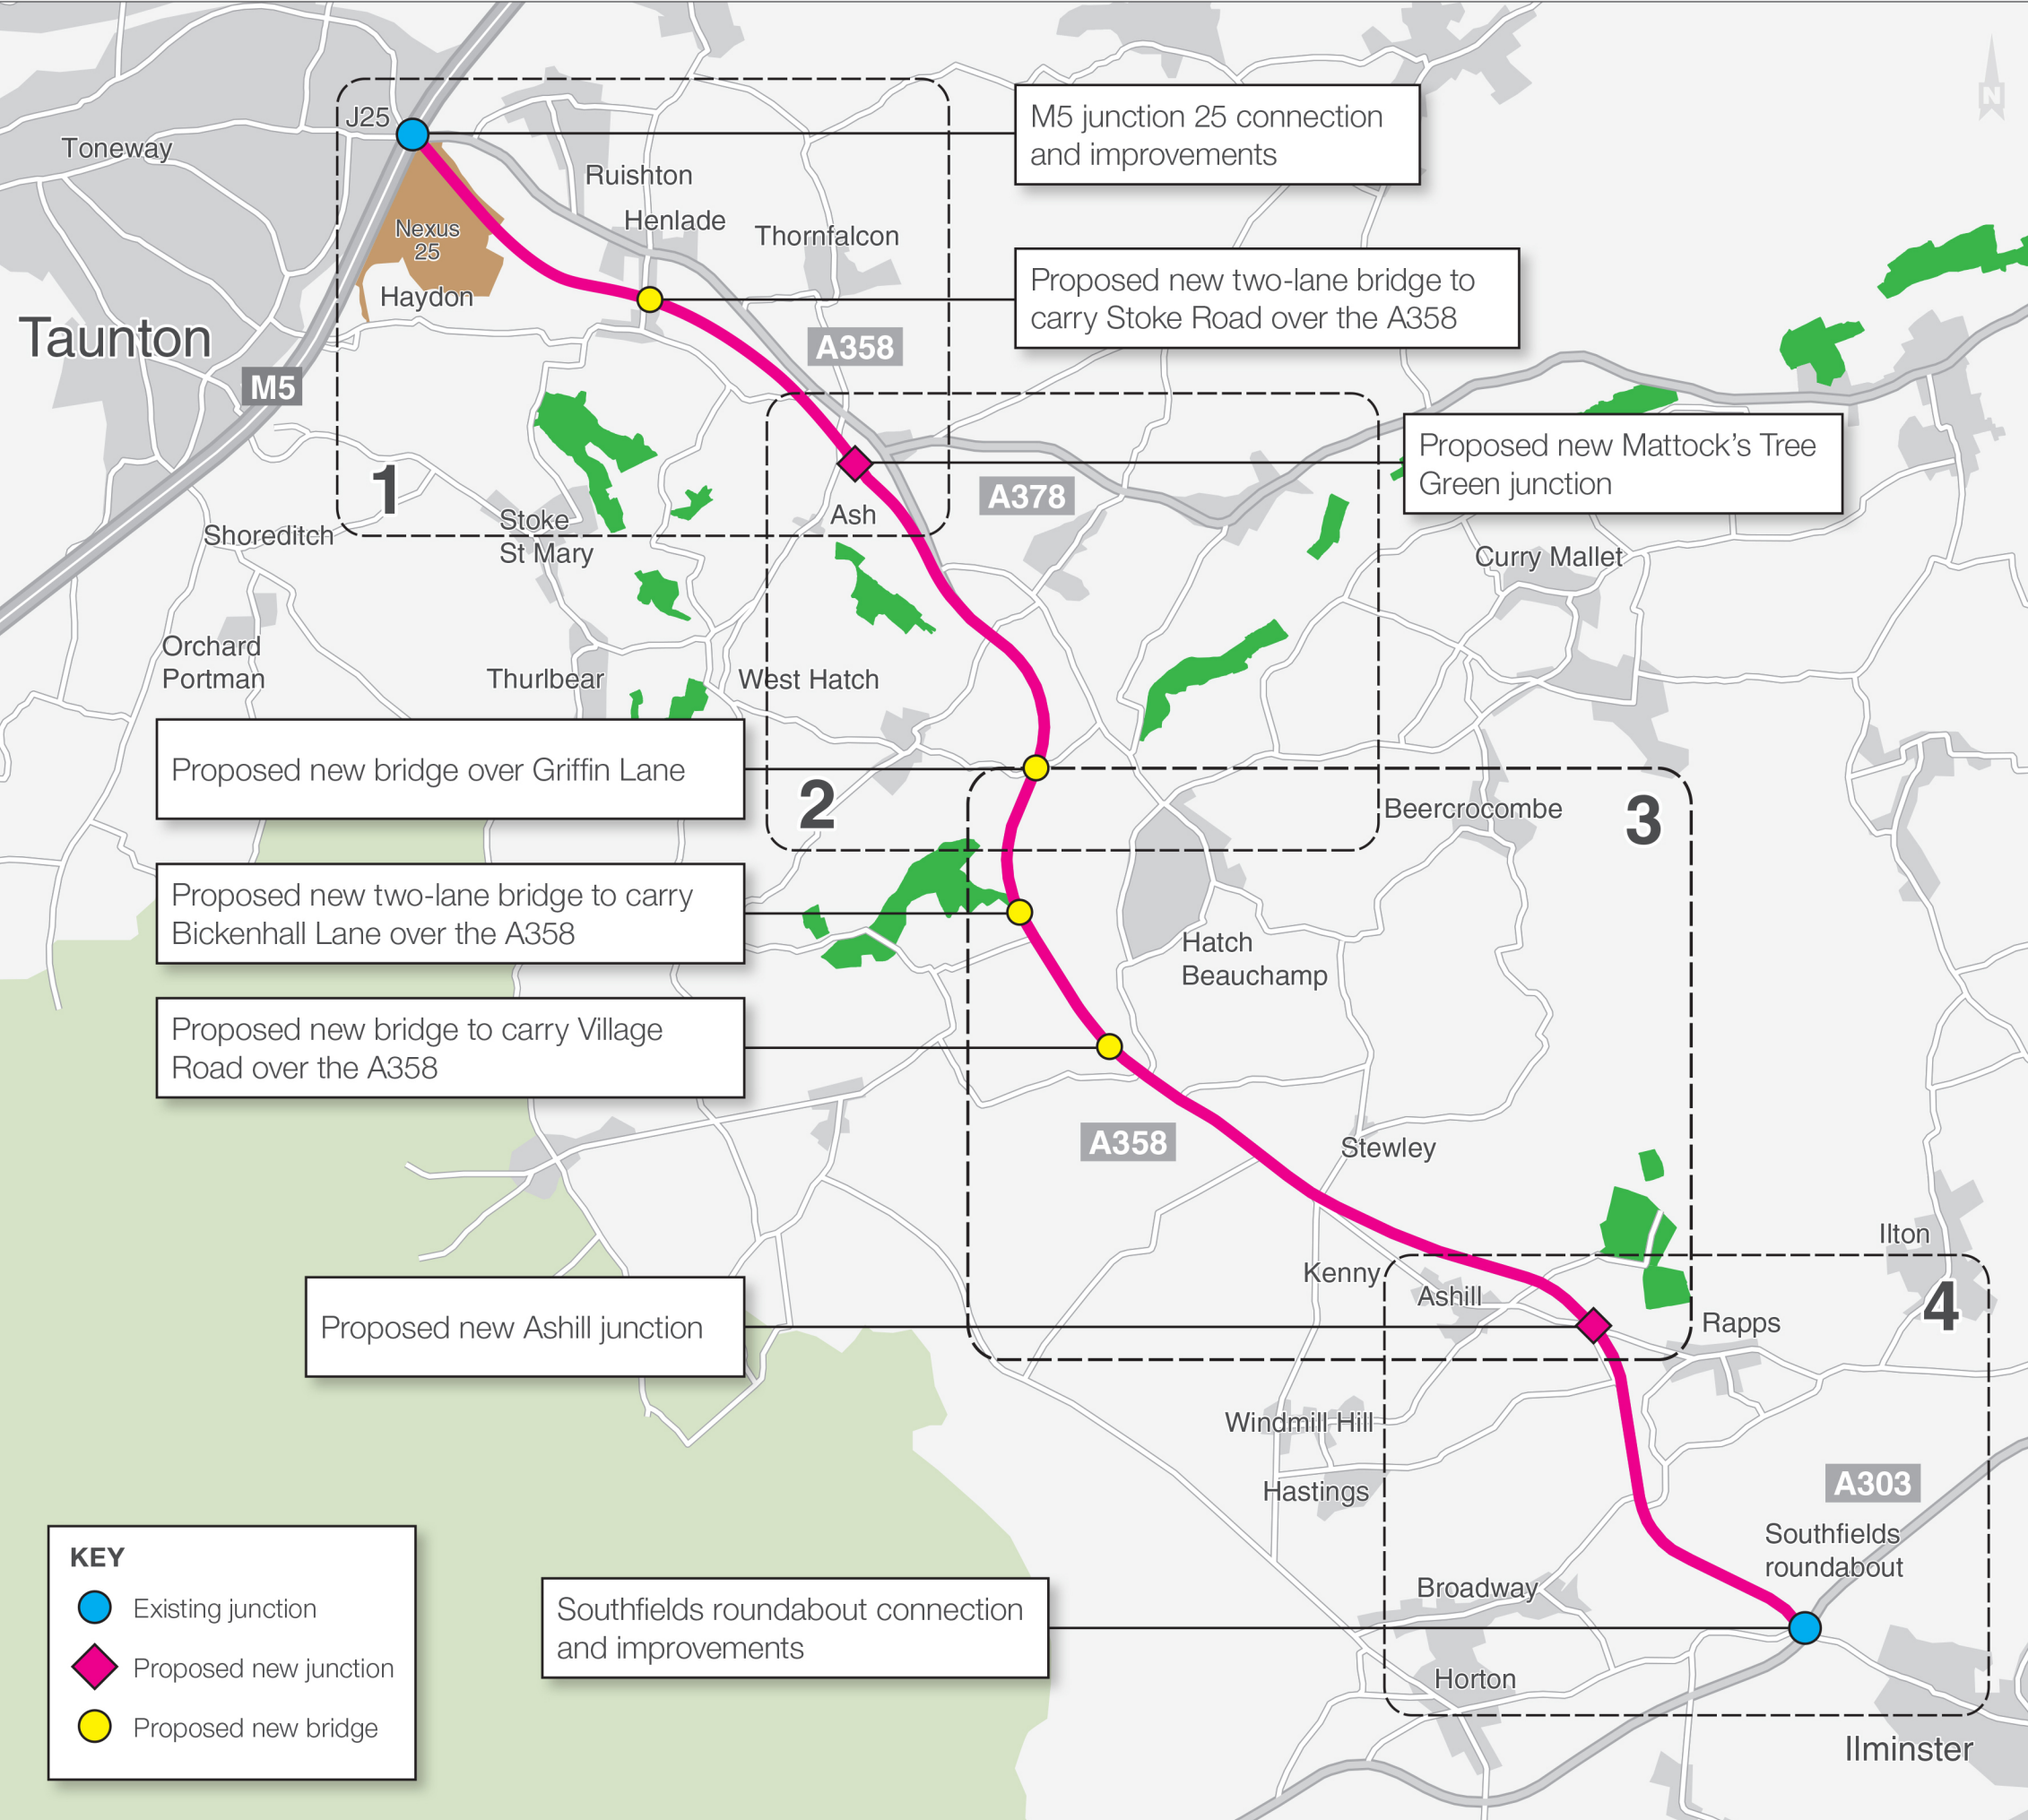 N
J25
M5 junction 25 connection
and improvements
Toneway
Ruishton
Nexus
25
Henlade
Thornfalcon
Haydon
Proposed new two-lane bridge to
carry Stoke Road over the A358
Taunton
A358
M5
Proposed new Mattock's Tree
Green junction
1
A378
Ash
Shoreditch
Stoke
St Mary
Curry Mallet
Orchard
Portman
Thurlbear
West Hatch
Proposed new bridge over Griffin Lane
2
Beercrocombe
3
Proposed new two-lane bridge to carry
Bickenhall Lane over the A358
Hatch
Beauchamp
Proposed new bridge to carry Village
Road over the A358
A358
Stewley
Ilton
Kenny
Ashill
4
Rapps
Proposed new Ashill junction
Windmill Hill
Hastings
A303
Southfields
roundabout
Broadway
Southfields roundabout connection
and improvements
Horton
Ilminster
KEY
Existing junction
Proposed new junction
Proposed new bridge